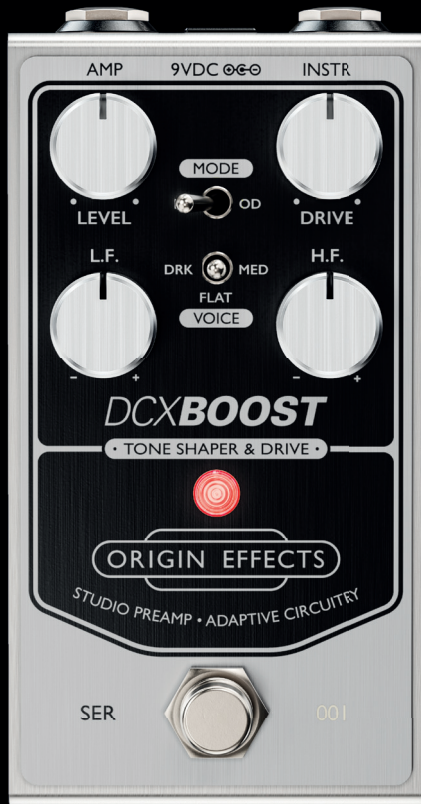 AMP 9VDC INSTR
MODE
OD
LEVEL DRIVE
L.F. H.F.
DRK MED
FLAT
VOICE
- + - +
DCXBOOST
• TONE SHAPER & DRIVE •
ORIGIN EFFECTS
STUDIO PREAMP • ADAPTIVE CIRCUITRY
SER 001